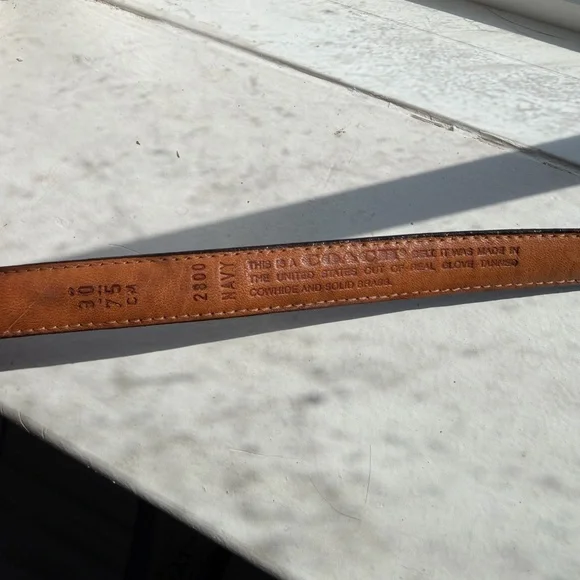 30
75 CM
2800
NAVY
THIS IS A COACH BELT IT WAS MADE IN
THE UNITED STATES OUT OF REAL GLOVE TANNED
COWHIDE AND SOLID BRASS.